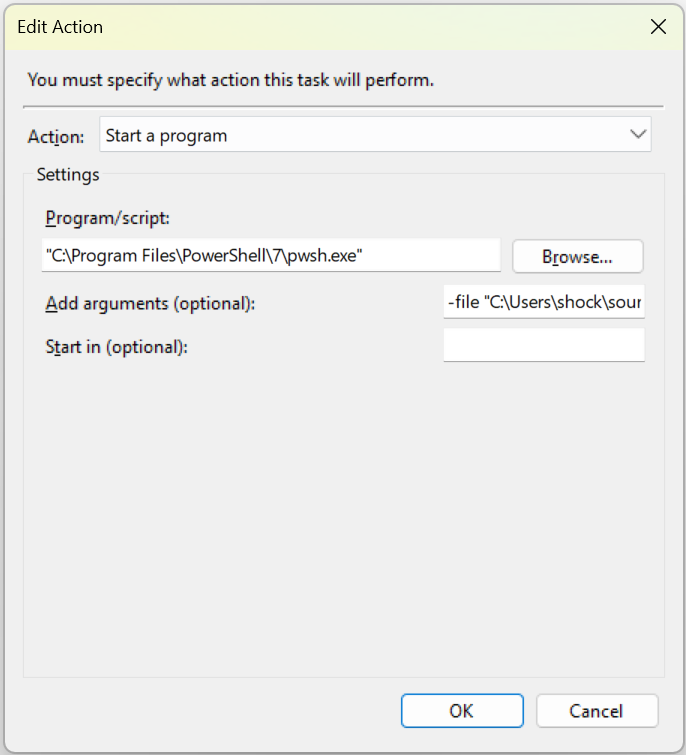 Edit Action
You must specify what action this task will perform.
Action: Start a program
Settings
Program/script:
"C:\Program Files\PowerShell\7\pwsh.exe" Browse...
Add arguments (optional): -file "C:\Users\shock\sour
Start in (optional):
OK Cancel